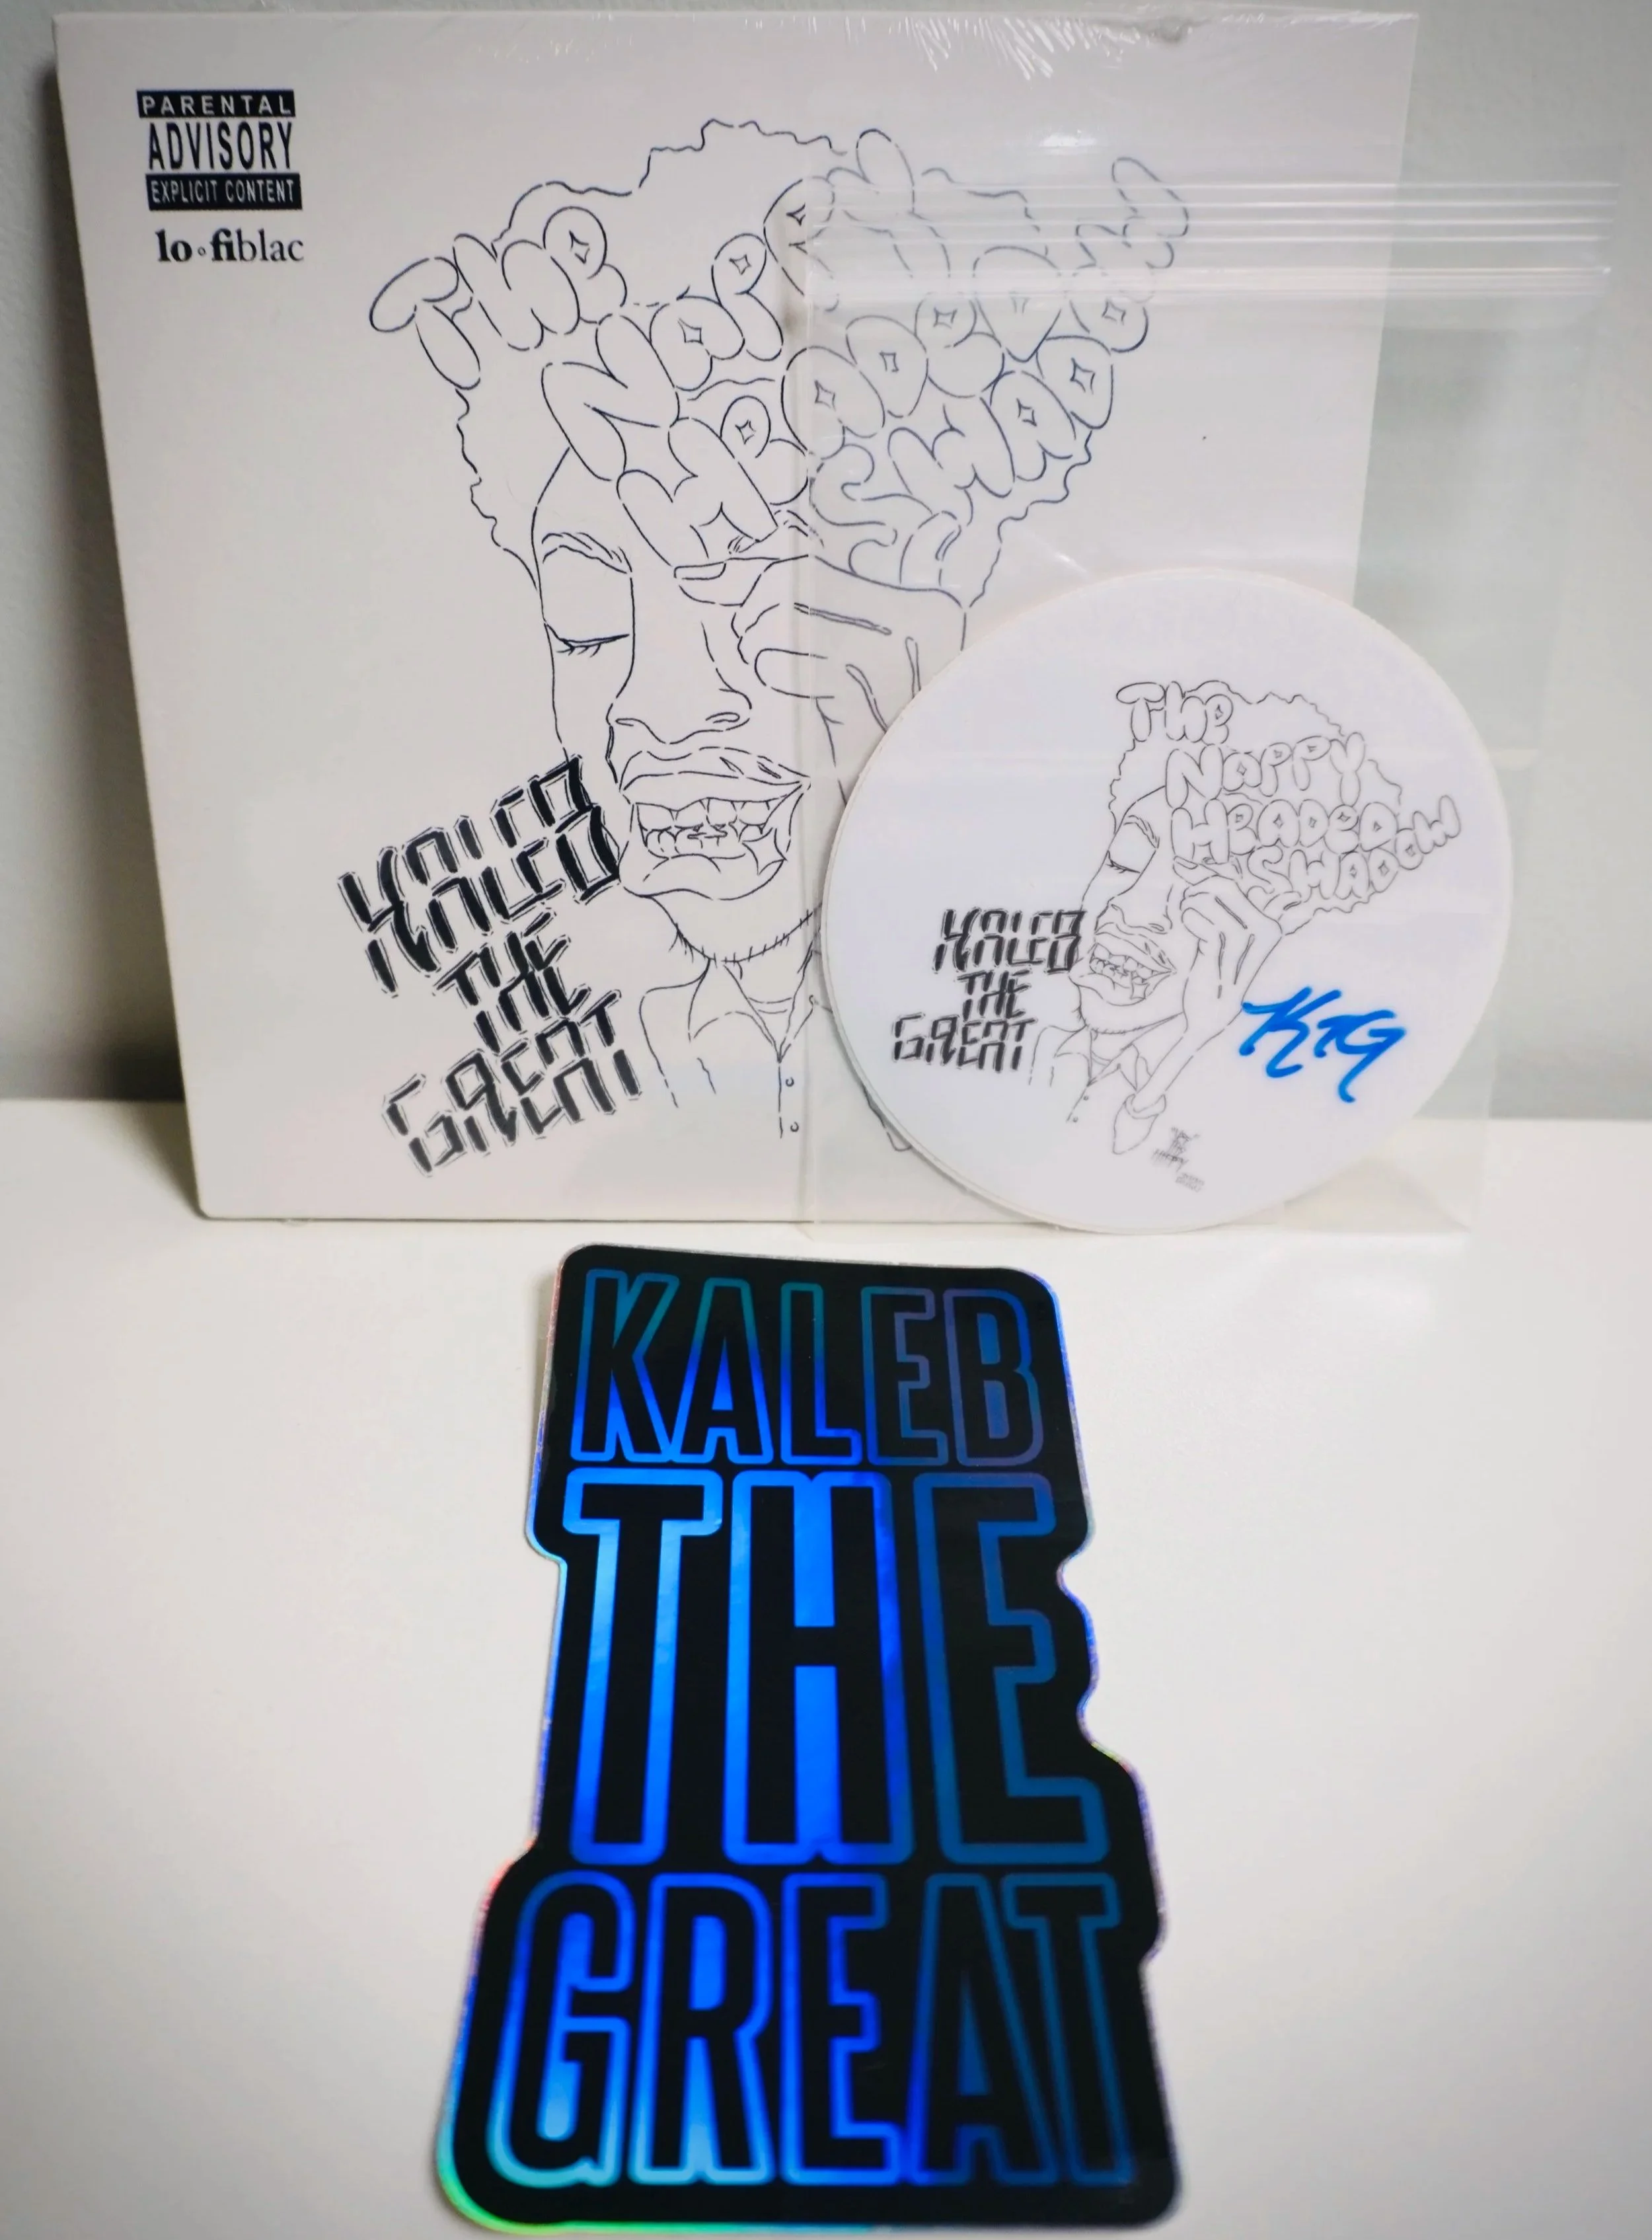 PARENTAL
ADVISORY
EXPLICIT CONTENT
lo◦fiblac
THE
NAPPY
HEADED
SHADOW
KALEB
THE
GREAT
THE
NAPPY
HEADED
SHADOW
KALEB
THE
GREAT
KTG
KALEB
THE
GREAT